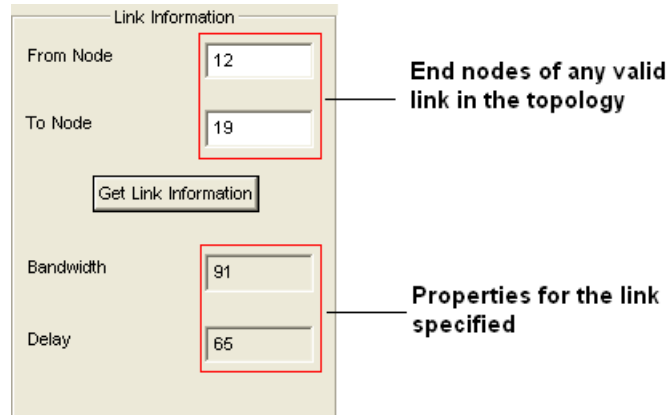 Link Information
From Node
12
To Node
19
End nodes of any valid
link in the topology
Get Link Information
Bandwidth
91
Delay
65
Properties for the link
specified